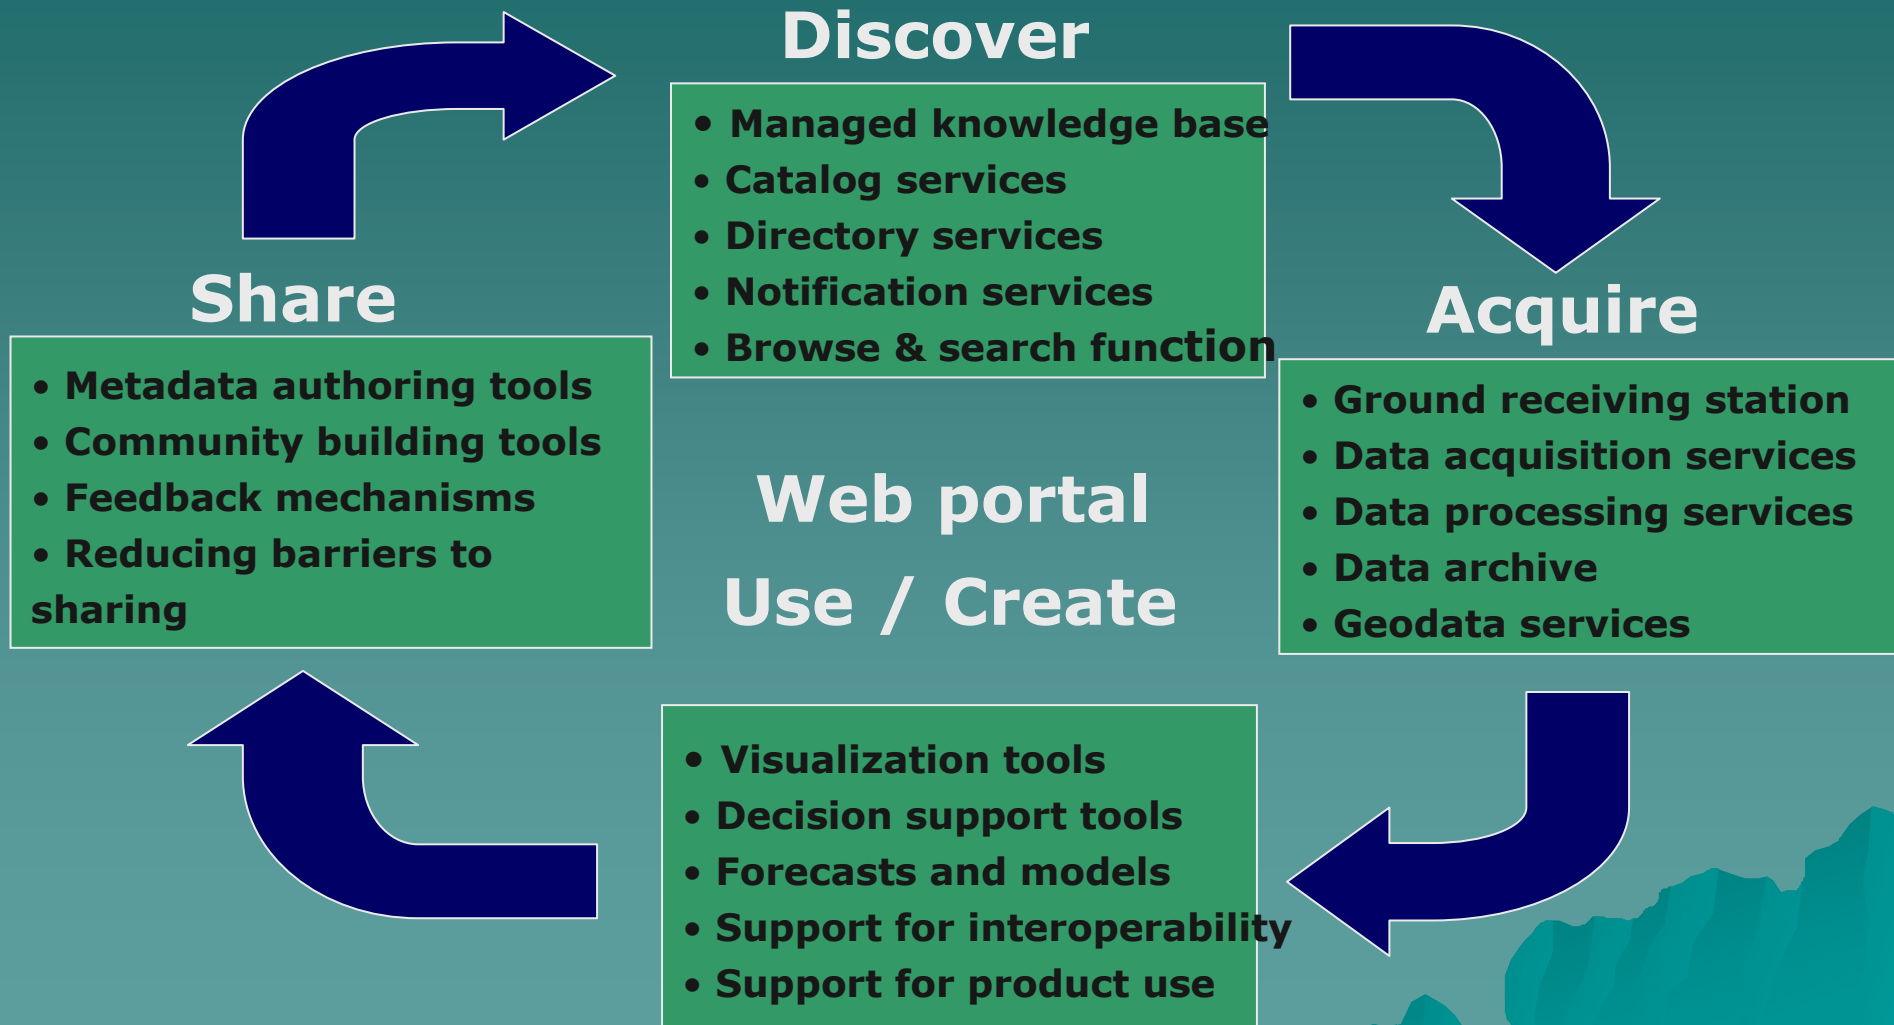 Discover
• Managed knowledge base
• Catalog services
• Directory services
• Notification services
• Browse & search function
Share
• Metadata authoring tools
• Community building tools
• Feedback mechanisms
• Reducing barriers to
sharing
Acquire
• Ground receiving station
• Data acquisition services
• Data processing services
• Data archive
• Geodata services
Web portal
Use / Create
• Visualization tools
• Decision support tools
• Forecasts and models
• Support for interoperability
• Support for product use